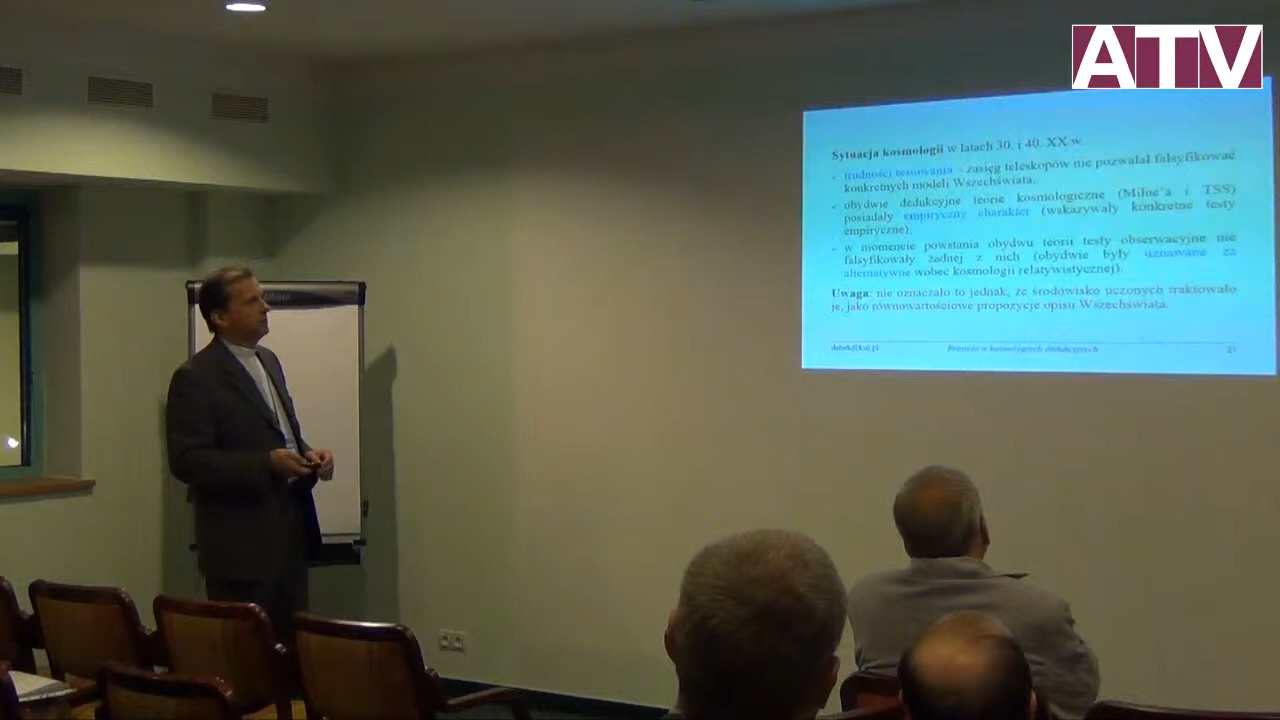 ATV
Sytuacja kosmologii w latach 30. i 40. XX w.
trudności testowania – zasięg teleskopów nie pozwalał falsyfikować
konkretnych modeli Wszechświata,
obydwie dedukcyjne teorie kosmologiczne (Milne'a i TSS)
posiadały empiryczny charakter (wskazywały konkretne testy
empiryczne),
w momencie powstania obydwu teorii testy obserwacyjne nie
falsyfikowały żadnej z nich (obydwie były uznawane za
alternatywne wobec kosmologii relatywistycznej).
Uwaga: nie oznaczało to jednak, że środowisko uczonych traktowało
je, jako równowartościowe propozycje opisu Wszechświata.
w kosmologiach dedukcyjnych